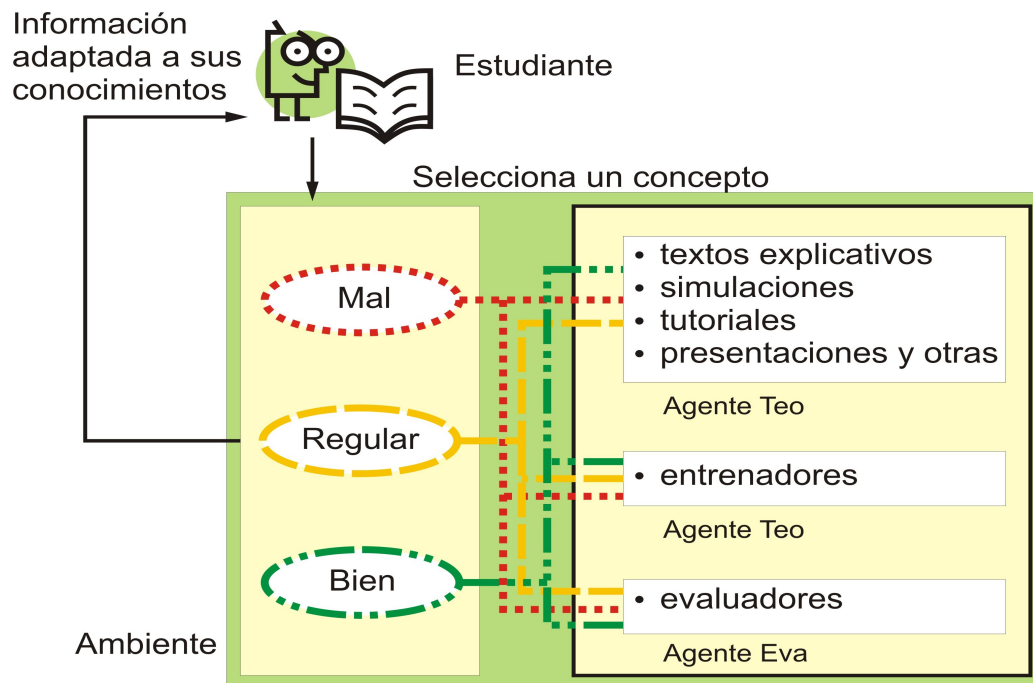 Información
adaptada a sus
conocimientos
Estudiante
Selecciona un concepto
Mal
Regular
Bien
Ambiente
• textos explicativos
• simulaciones
• tutoriales
• presentaciones y otras
Agente Teo
• entrenadores
Agente Teo
• evaluadores
Agente Eva